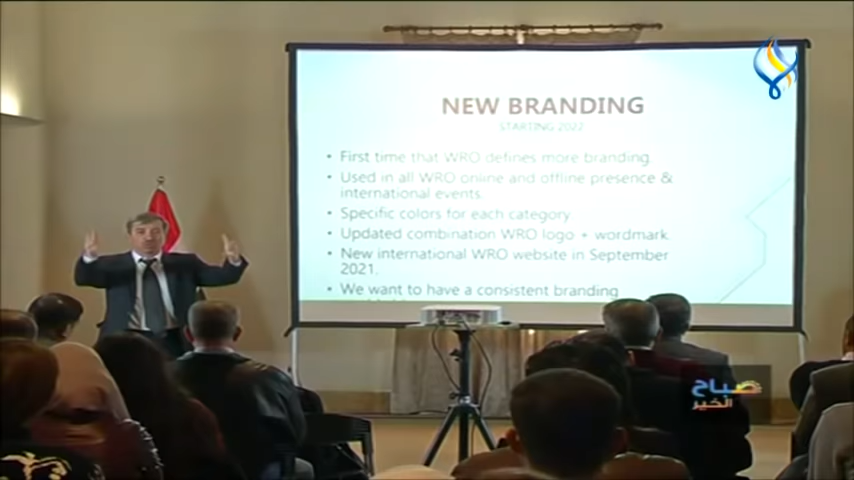 NEW BRANDING
STARTING 2022
• First time that WRO defines more branding
• Used in all WRO online and offline presence &
international events.
• Specific colors for each category.
• Updated combination WRO logo + wordmark
• New international WRO website in September
2021.
• We want to have a consistent branding
صباح
الخير